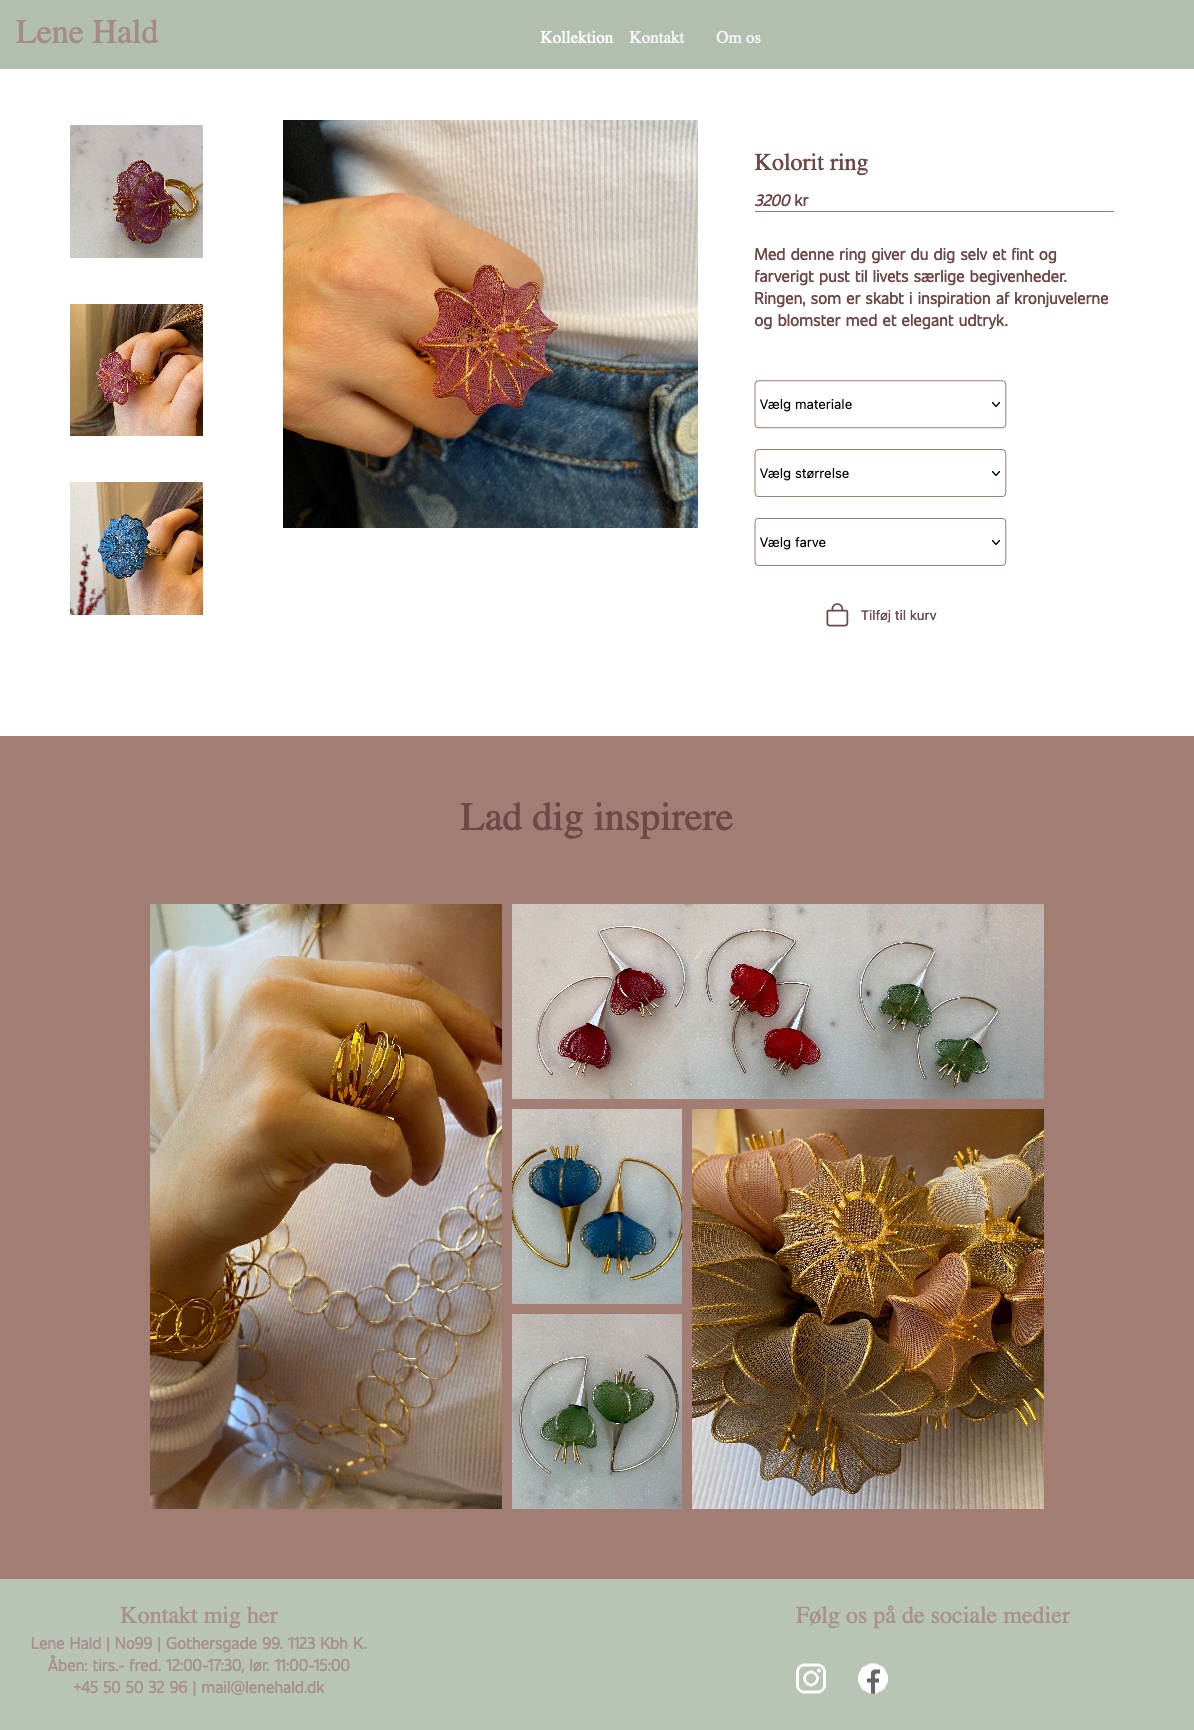 Lene Hald
Kollektion Kontakt Om os
Kolorit ring
3200 kr
Med denne ring giver du dig selv et fint og
farverigt pust til livets særlige begivenheder.
Ringen, som er skabt i inspiration af kronjuvelerne
og blomster med et elegant udtryk.
Vælg materiale
Vælg størrelse
Vælg farve
Tilføj til kurv
Lad dig inspirere
Kontakt mig her
Lene Hald | No99 | Gothersgade 99. 1123 Kbh K.
Åben: tirs.- fred. 12:00-17:30, lør. 11:00-15:00
+45 50 50 32 96 | mail@lenehald.dk
Følg os på de sociale medier